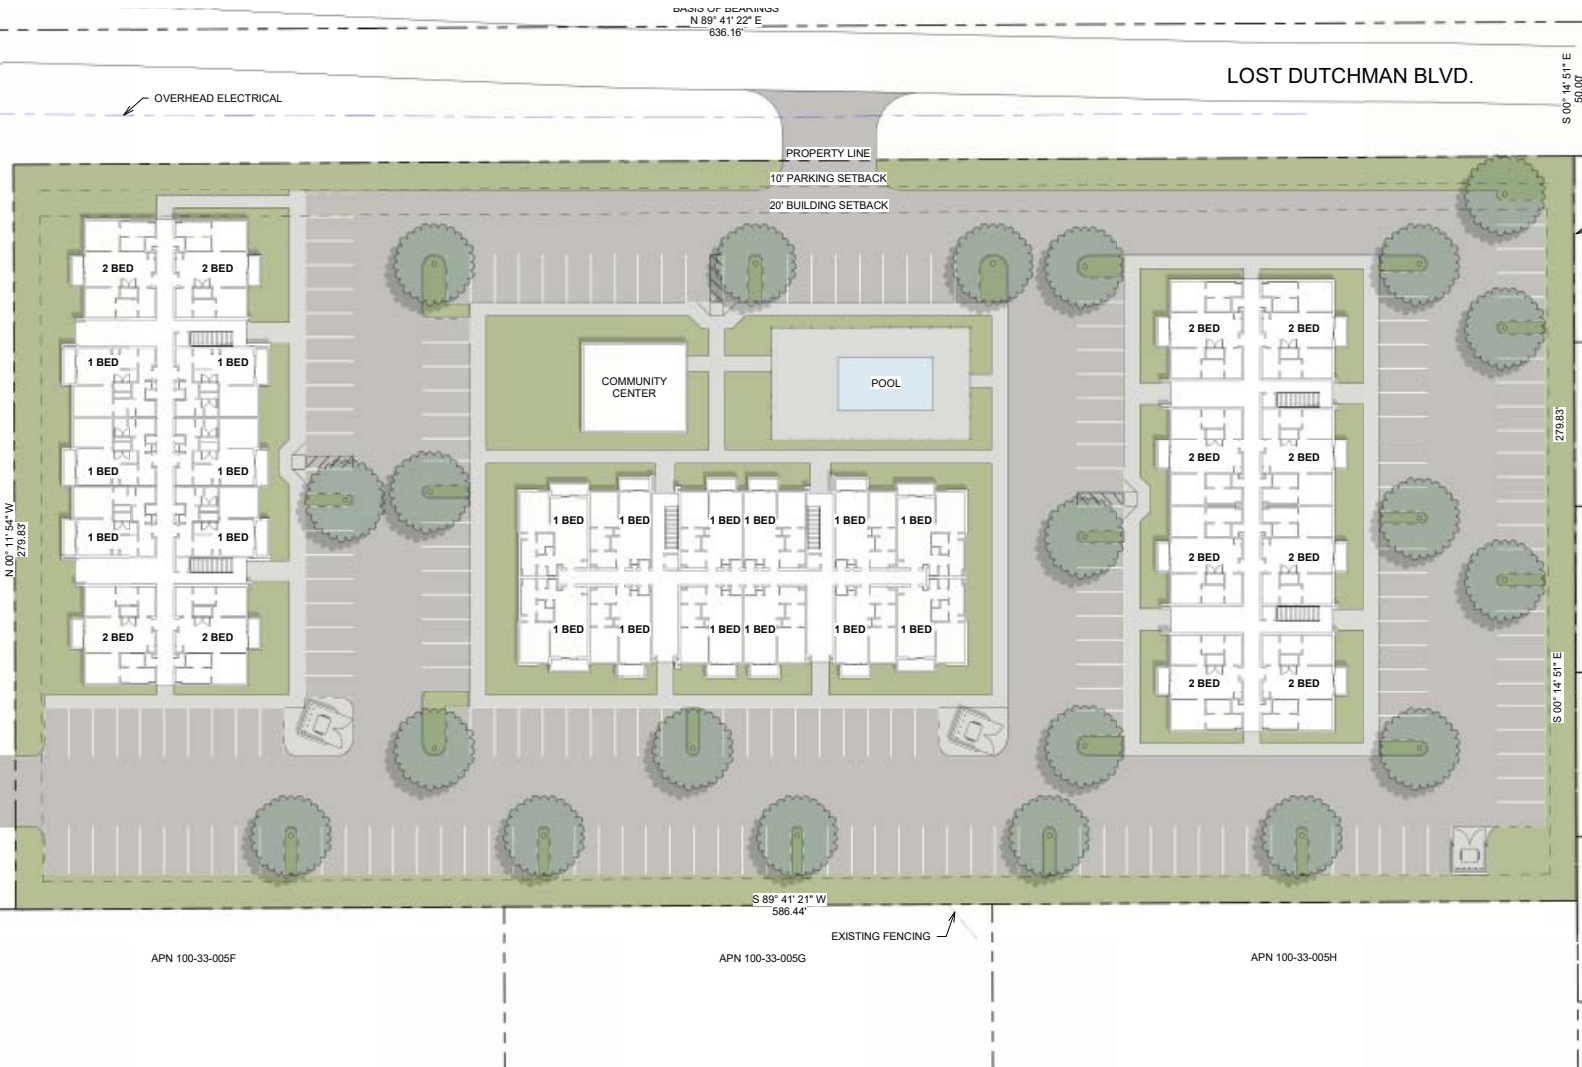 BASIS OF BEARINGS
N 89° 41' 22" E
636.16'
LOST DUTCHMAN BLVD.
S 00° 14' 51" E
50.00'
OVERHEAD ELECTRICAL
PROPERTY LINE
10' PARKING SETBACK
20' BUILDING SETBACK
2 BED
2 BED
1 BED
1 BED
1 BED
1 BED
1 BED
1 BED
2 BED
2 BED
N 00° 11' 54" W
279.83'
COMMUNITY
CENTER
POOL
1 BED
1 BED
1 BED
1 BED
1 BED
1 BED
1 BED
1 BED
1 BED
1 BED
1 BED
1 BED
2 BED
2 BED
2 BED
2 BED
2 BED
2 BED
2 BED
2 BED
279.83'
S 00° 14' 51" E
S 89° 41' 21" W
586.44'
EXISTING FENCING
APN 100-33-005F
APN 100-33-005G
APN 100-33-005H